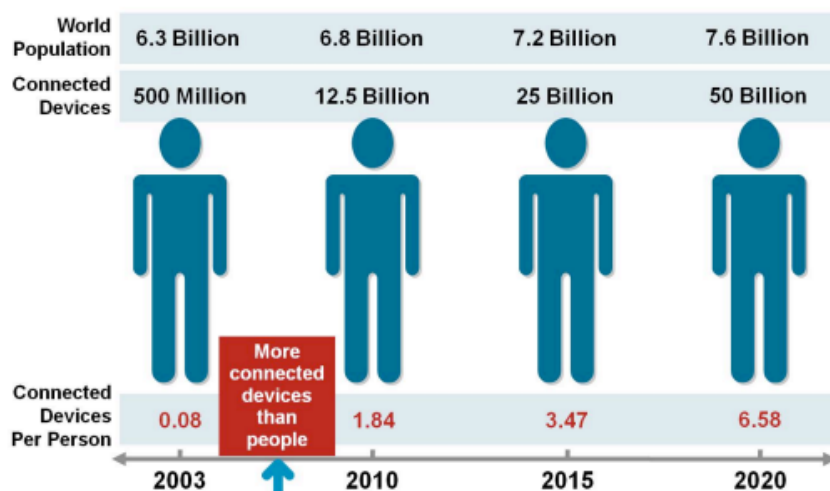 World
Population
6.3 Billion 6.8 Billion 7.2 Billion 7.6 Billion
Connected
Devices
500 Million 12.5 Billion 25 Billion 50 Billion
More
connected
devices
than
people
Connected
Devices
Per Person
0.08 1.84 3.47 6.58
2003 2010 2015 2020